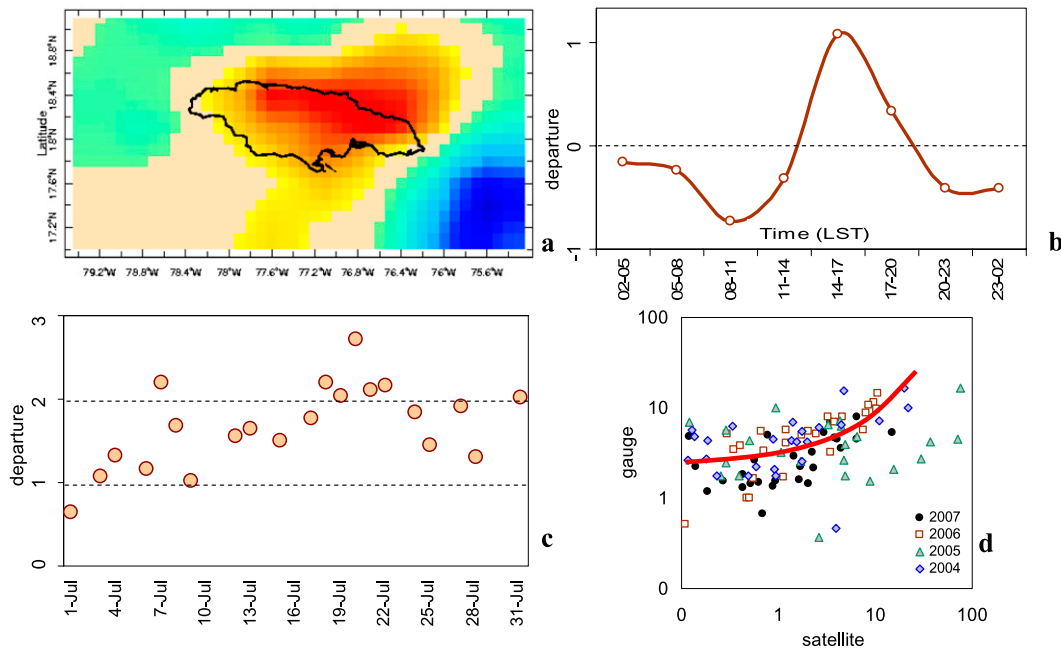 18.8°N
18.4°N
18°N
17.6°N
17.2°N
Latitude
79.2°W 78.8°W 78.4°W 78°W 77.6°W 77.2°W 76.8°W 76.4°W 76°W 75.6°W
a
1
0
-1
departure
Time (LST)
02-05 05-08 08-11 11-14 14-17 17-20 20-23 23-02
b
3
2
1
0
departure
1-Jul 4-Jul 7-Jul 10-Jul 13-Jul 16-Jul 19-Jul 22-Jul 25-Jul 28-Jul 31-Jul
c
100
10
1
0
gauge
2007
2006
2005
2004
d
0 1 10 100
satellite